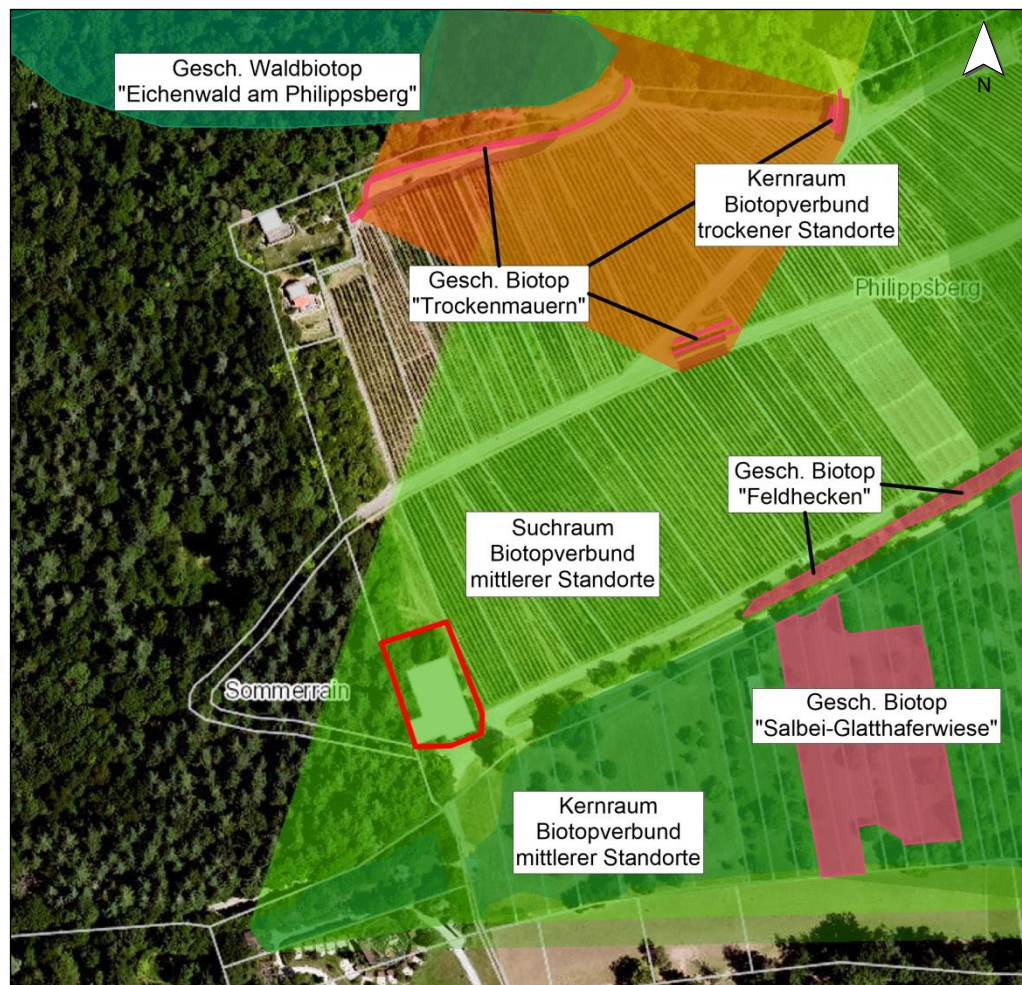 Gesch. Waldbiotop
"Eichenwald am Philippsberg"
N
Kernraum
Biotopverbund
trockener Standorte
Gesch. Biotop
"Trockenmauern"
Philippsberg
Gesch. Biotop
"Feldhecken"
Suchraum
Biotopverbund
mittlerer Standorte
Sommerrain
Gesch. Biotop
"Salbei-Glatthaferwiese"
Kernraum
Biotopverbund
mittlerer Standorte